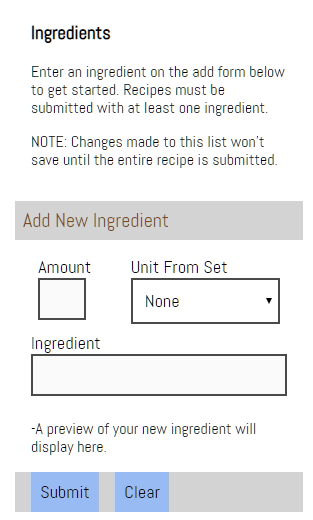 Ingredients
Enter an ingredient on the add form below
to get started. Recipes must be
submitted with at least one ingredient.
NOTE: Changes made to this list won't
save until the entire recipe is submitted.
Add New Ingredient
Amount Unit From Set
None
Ingredient
-A preview of your new ingredient will
display here.
Submit Clear